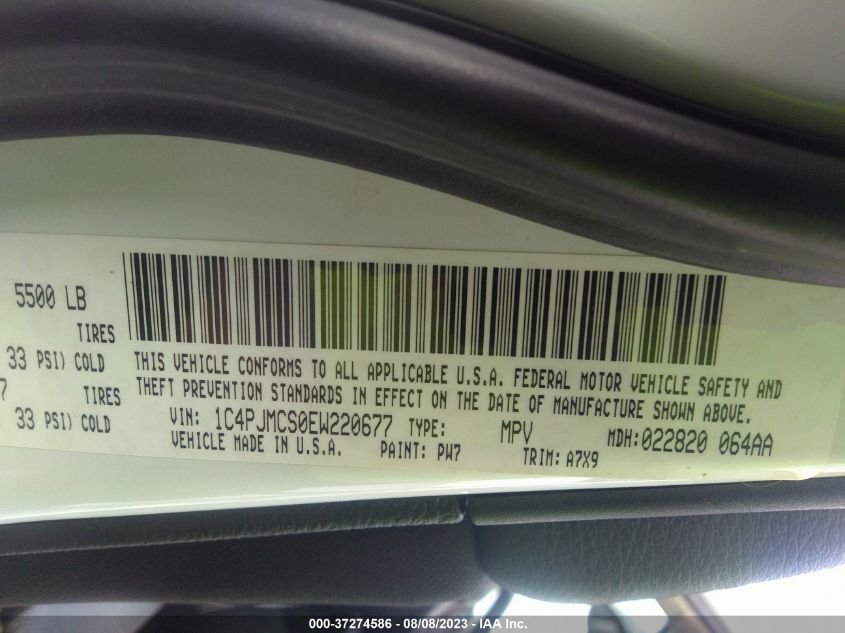 5500 LB
TIRES
33 PSI) COLD
7 TIRES
33 PSI) COLD
THIS VEHICLE CONFORMS TO ALL APPLICABLE U.S.A. FEDERAL MOTOR VEHICLE SAFETY AND
THEFT PREVENTION STANDARDS IN EFFECT ON THE DATE OF MANUFACTURE SHOWN ABOVE.
VIN: 1C4PJMCS0EW220677 TYPE: MPV MDH:022820 064AA
VEHICLE MADE IN U.S.A. PAINT: PW7 TRIM: A7X9
000-37274586 - 08/08/2023 - IAA Inc.